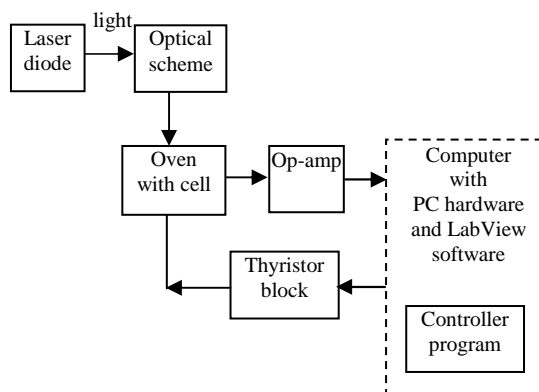 light
Laser
diode
Optical
scheme
Oven
with cell
Op-amp
Computer
with
PC hardware
and LabView
software
Thyristor
block
Controller
program